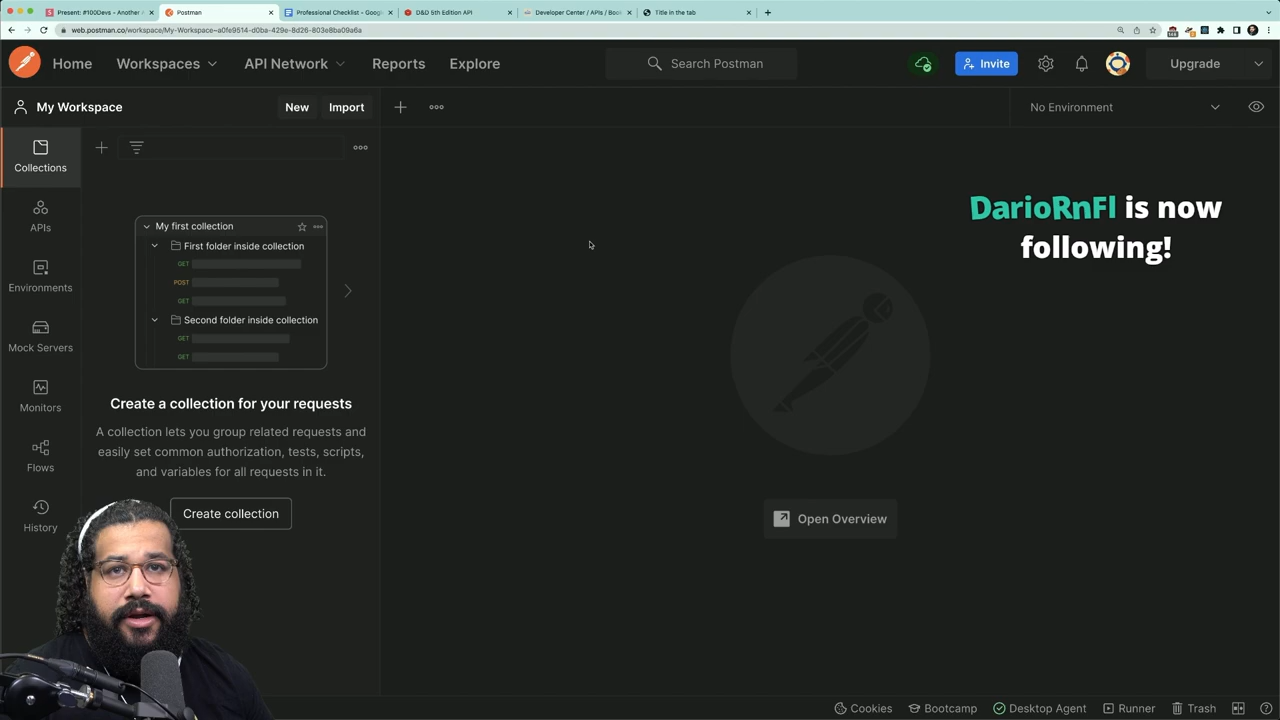 Present: #100Devs - Another A
Postman
Professional Checklist - Googl
D&D 5th Edition API
Developer Center / APIs / Boo
Title in the tab
web.postman.co/workspace/My-Workspace~a0fe9514-d0ba-429e-8d26-803e8ba09a6a
Home
Workspaces
API Network
Reports
Explore
Search Postman
Invite
Upgrade
My Workspace
New
Import
No Environment
Collections
APIs
Environments
Mock Servers
Monitors
Flows
History
My first collection
First folder inside collection
GET
POST
GET
Second folder inside collection
GET
GET
Create a collection for your requests
A collection lets you group related requests and
easily set common authorization, tests, scripts,
and variables for all requests in it.
Create collection
DarioRnFl is now
following!
Open Overview
Cookies
Bootcamp
Desktop Agent
Runner
Trash